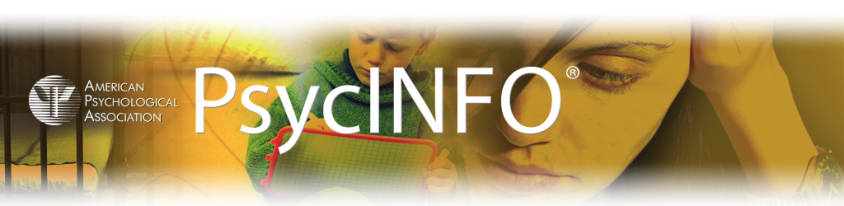 AMERICAN
PSYCHOLOGICAL
ASSOCIATION
PsycINFO®